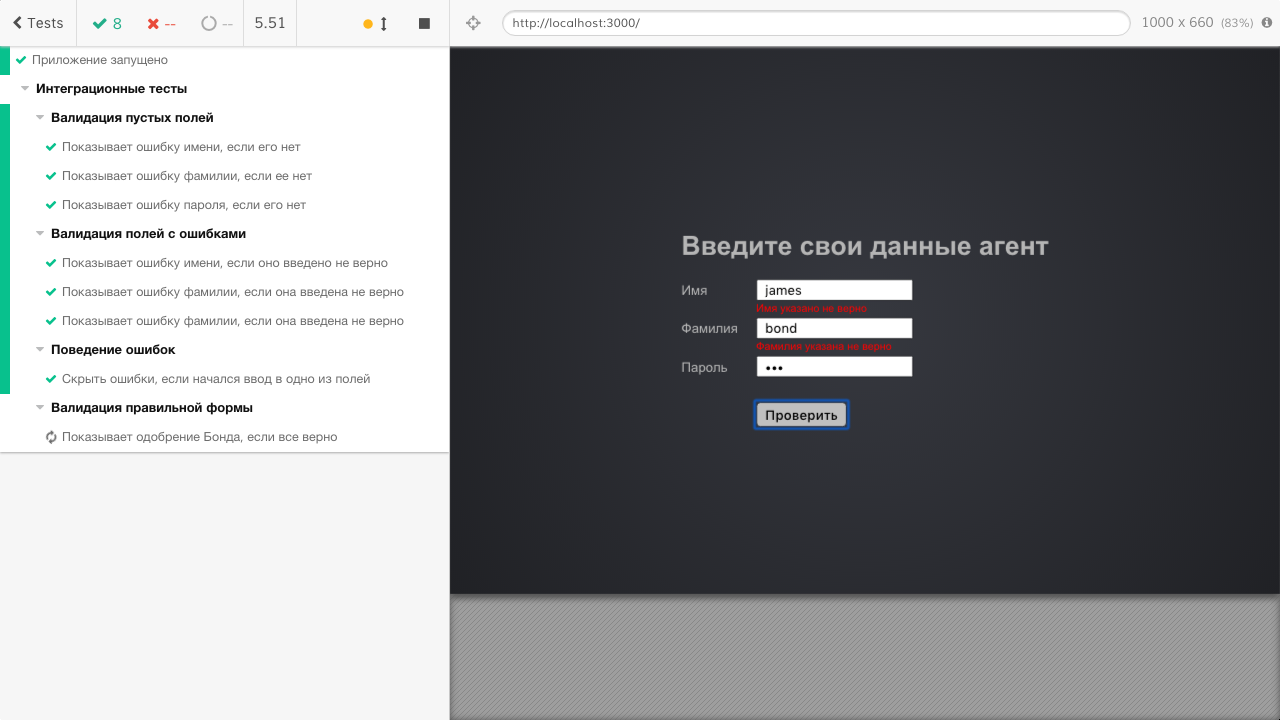 Tests 8 -- -- 5.51 http://localhost:3000/ 1000 x 660 (83%)
Приложение запущено
Интеграционные тесты
Валидация пустых полей
Показывает ошибку имени, если его нет
Показывает ошибку фамилии, если ее нет
Показывает ошибку пароля, если его нет
Валидация полей с ошибками
Показывает ошибку имени, если оно введено не верно
Показывает ошибку фамилии, если она введена не верно
Показывает ошибку фамилии, если она введена не верно
Поведение ошибок
Скрыть ошибки, если начался ввод в одно из полей
Валидация правильной формы
Показывает одобрение Бонда, если все верно
Введите свои данные агент
Имя james
Имя указано не верно
Фамилия bond
Фамилия указана не верно
Пароль •••
Проверить